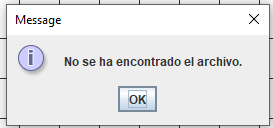 Message
No se ha encontrado el archivo.
OK